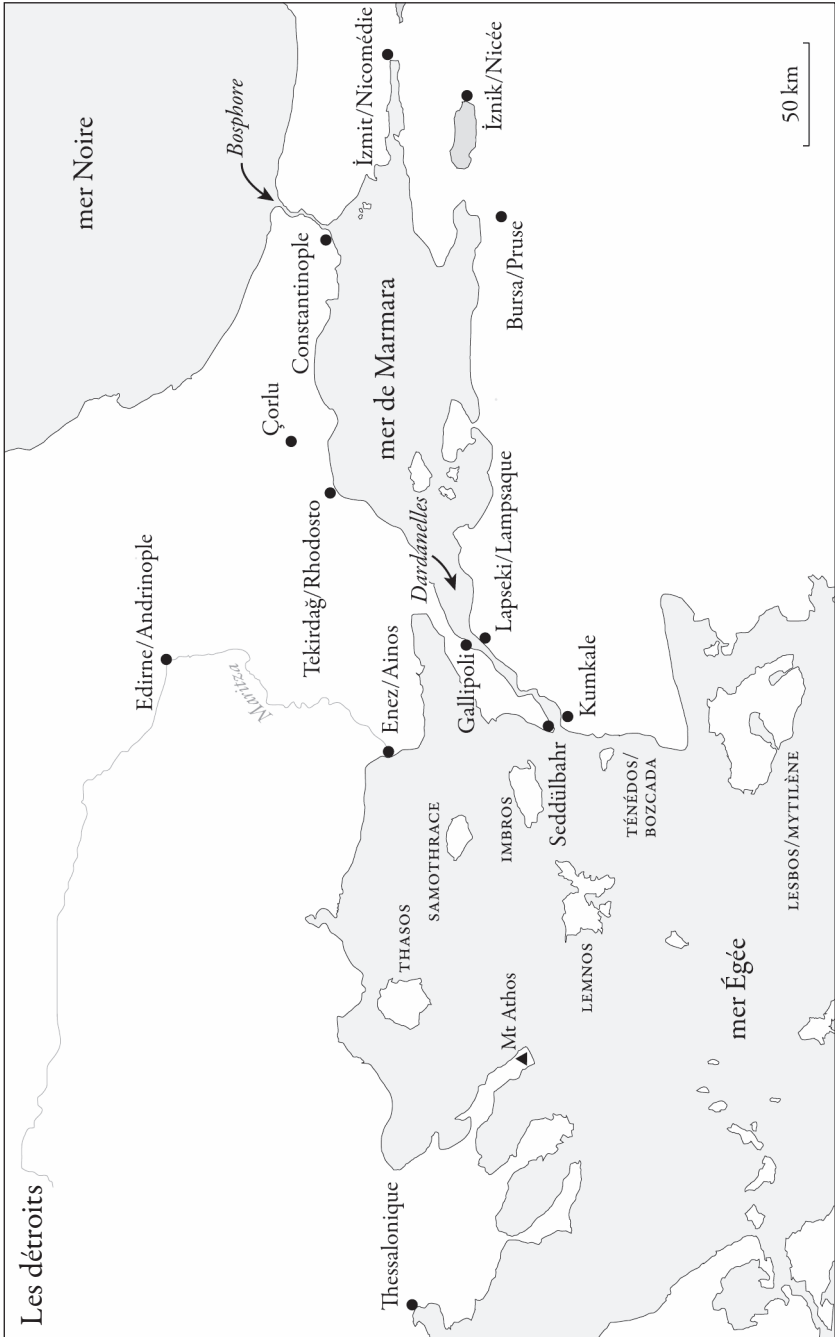 Les détroits
mer Noire
Bosphore
Edirne/Andrinople
Maritza
Çorlu
Constantinople
İzmit/Nicomédie
Tekirdağ/Rhodosto
mer de Marmara
İznik/Nicée
Enez/Ainos
Dardanelles
Bursa/Pruse
Thessalonique
THASOS
SAMOTHRACE
Gallipoli
Lapseki/Lampsaque
Mt Athos
IMBROS
Seddülbahr
Kumkale
LEMNOS
TÉNÉDOS/
BOZCADA
mer Égée
LESBOS/MYTILÈNE
50 km